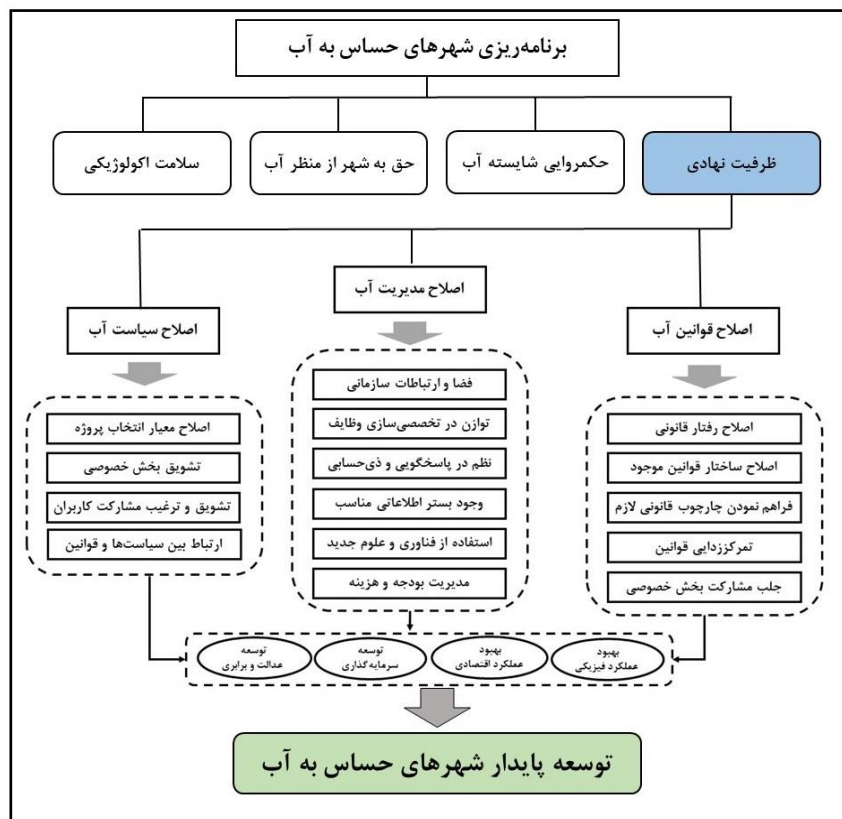 برنامه‌ریزی شهرهای حساس به آب
ظرفیت نهادی
حکمروایی شایسته آب
حق به شهر از منظر آب
سلامت اکولوژیکی
اصلاح قوانین آب
اصلاح مدیریت آب
اصلاح سیاست آب
اصلاح رفتار قانونی
اصلاح ساختار قوانین موجود
فراهم نمودن چارچوب قانونی لازم
تمرکززدایی قوانین
جلب مشارکت بخش خصوصی
فضا و ارتباطات سازمانی
توازن در تخصصی‌سازی وظایف
نظم در پاسخگویی و ذی‌حسابی
وجود بستر اطلاعاتی مناسب
استفاده از فناوری و علوم جدید
مدیریت بودجه و هزینه
اصلاح معیار انتخاب پروژه
تشویق بخش خصوصی
تشویق و ترغیب مشارکت کاربران
ارتباط بین سیاست‌ها و قوانین
بهبود
عملکرد فیزیکی
بهبود
عملکرد اقتصادی
توسعه
سرمایه گذاری
توسعه
عدالت و برابری
توسعه پایدار شهرهای حساس به آب